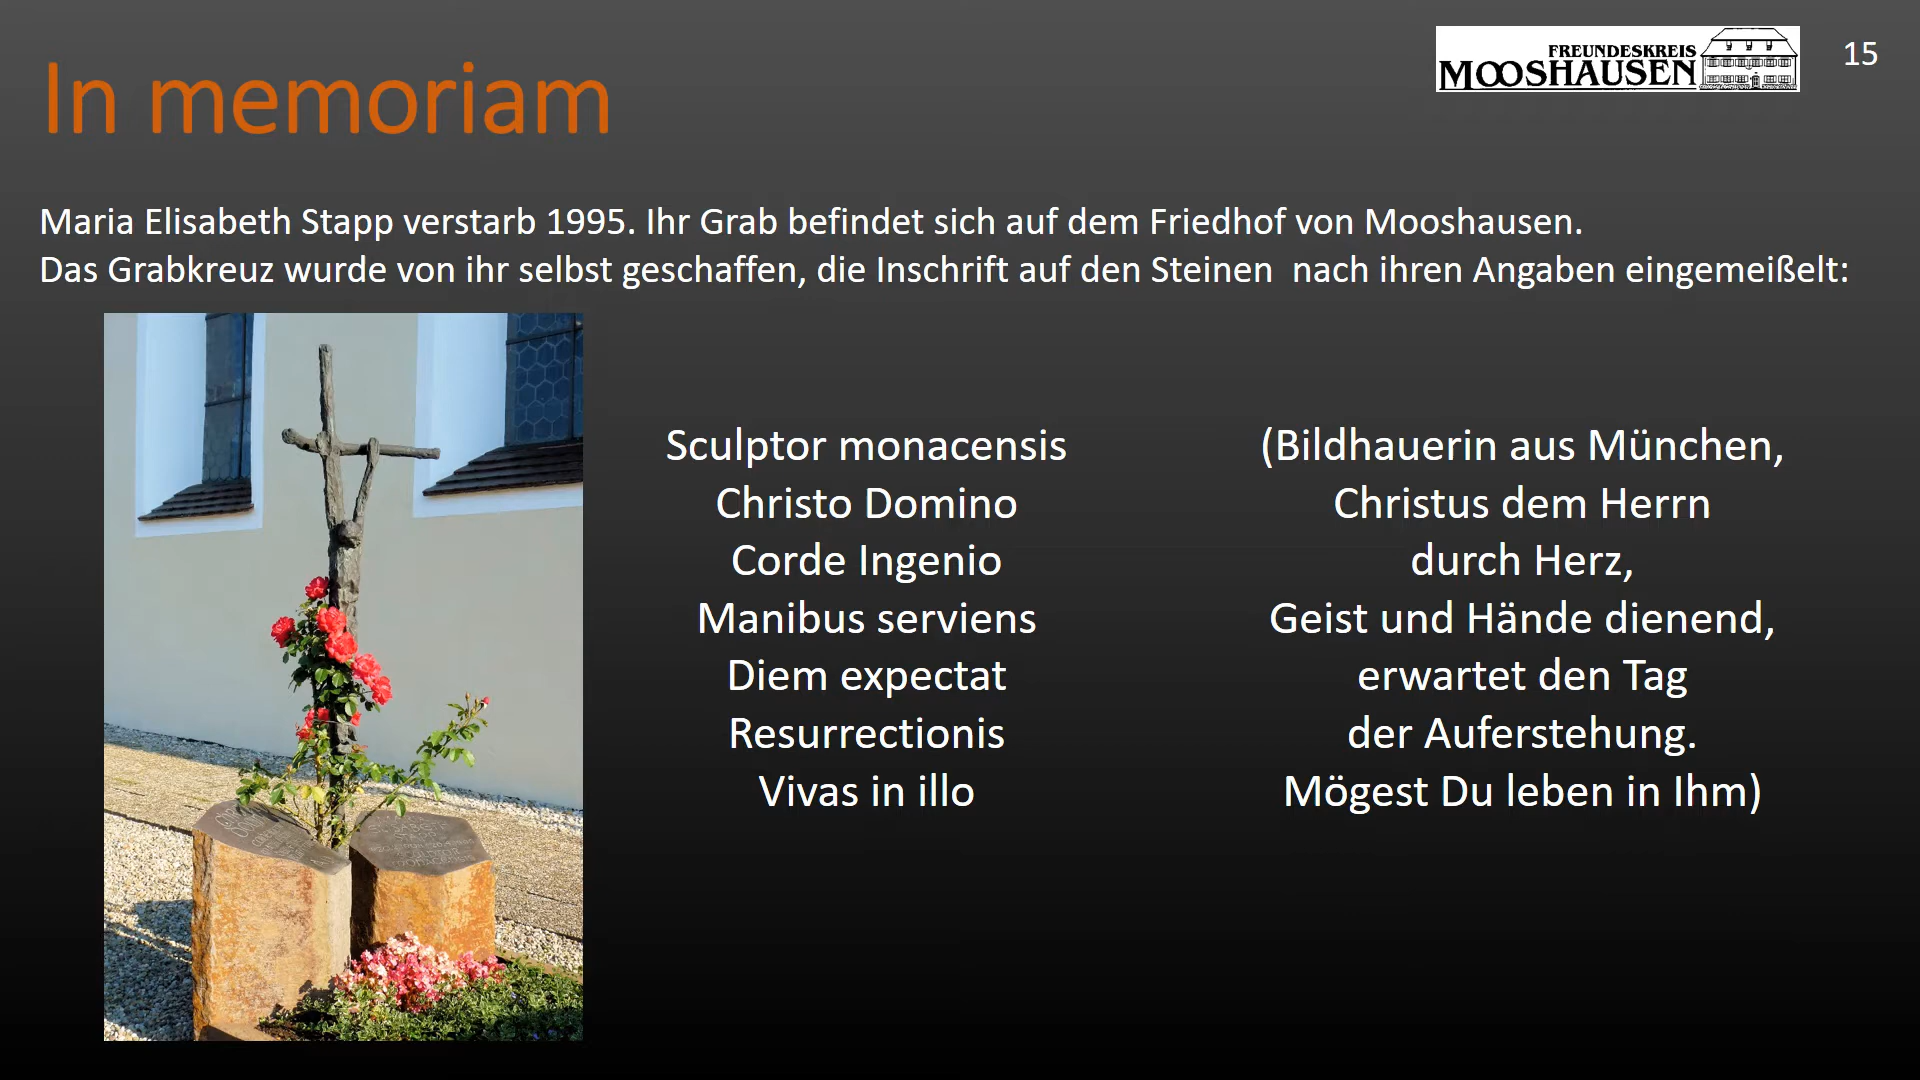 FREUNDESKREIS
MOOSHAUSEN
15
In memoriam
Maria Elisabeth Stapp verstarb 1995. Ihr Grab befindet sich auf dem Friedhof von Mooshausen.
Das Grabkreuz wurde von ihr selbst geschaffen, die Inschrift auf den Steinen nach ihren Angaben eingemeißelt:
Sculptor monacensis
Christo Domino
Corde Ingenio
Manibus serviens
Diem expectat
Resurrectionis
Vivas in illo
(Bildhauerin aus München,
Christus dem Herrn
durch Herz,
Geist und Hände dienend,
erwartet den Tag
der Auferstehung.
Mögest Du leben in Ihm)